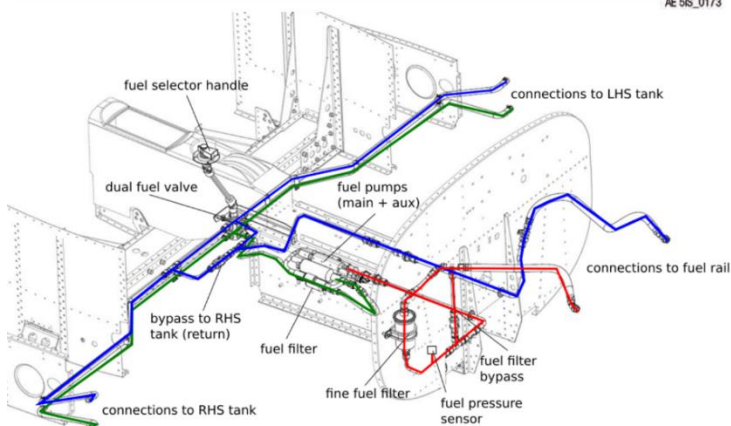 AE 5IS_0173
fuel selector handle
connections to LHS tank
dual fuel valve
fuel pumps
(main + aux)
connections to fuel rail
bypass to RHS
tank (return)
fuel filter
fuel filter
bypass
fine fuel filter
fuel pressure
sensor
connections to RHS tank